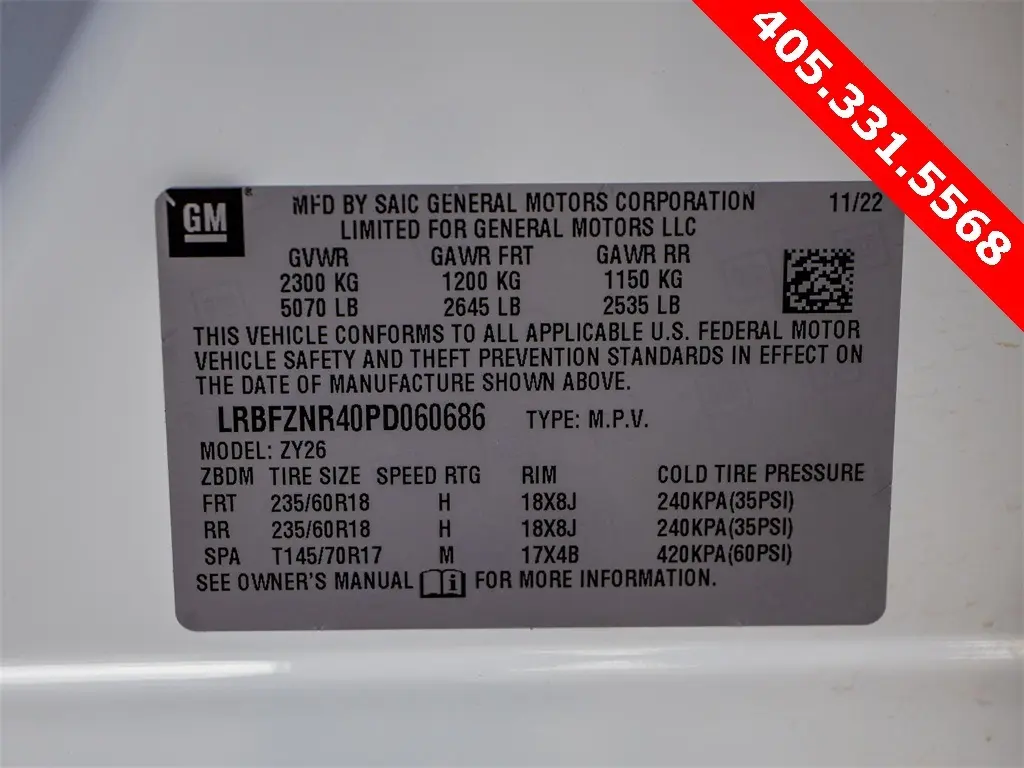 405.331.5568
GM
MFD BY SAIC GENERAL MOTORS CORPORATION 11/22
LIMITED FOR GENERAL MOTORS LLC
GVWR GAWR FRT GAWR RR
2300 KG 1200 KG 1150 KG
5070 LB 2645 LB 2535 LB
THIS VEHICLE CONFORMS TO ALL APPLICABLE U.S. FEDERAL MOTOR
VEHICLE SAFETY AND THEFT PREVENTION STANDARDS IN EFFECT ON
THE DATE OF MANUFACTURE SHOWN ABOVE.
LRBFZNR40PD060686 TYPE: M.P.V.
MODEL: ZY26
ZBDM TIRE SIZE SPEED RTG RIM COLD TIRE PRESSURE
FRT 235/60R18 H 18X8J 240KPA(35PSI)
RR 235/60R18 H 18X8J 240KPA(35PSI)
SPA T145/70R17 M 17X4B 420KPA(60PSI)
SEE OWNER'S MANUAL i FOR MORE INFORMATION.